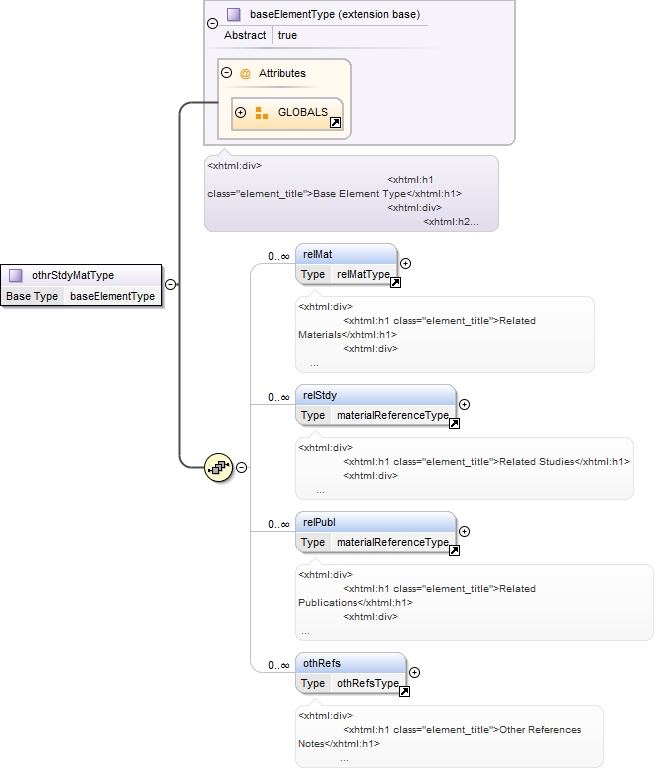 baseElementType (extension base)
Abstract true
@ Attributes
GLOBALS
<xhtml:div>
<xhtml:h1
class="element_title">Base Element Type</xhtml:h1>
<xhtml:div>
<xhtml:h2...
othrStdyMatType
Base Type baseElementType
0..∞
relMat
Type relMatType
<xhtml:div>
<xhtml:h1 class="element_title">Related
Materials</xhtml:h1>
<xhtml:div>
...
0..∞
relStdy
Type materialReferenceType
<xhtml:div>
<xhtml:h1 class="element_title">Related Studies</xhtml:h1>
<xhtml:div>
...
0..∞
relPubl
Type materialReferenceType
<xhtml:div>
<xhtml:h1 class="element_title">Related
Publications</xhtml:h1>
<xhtml:div>
...
0..∞
othRefs
Type othRefsType
<xhtml:div>
<xhtml:h1 class="element_title">Other References
Notes</xhtml:h1>
...